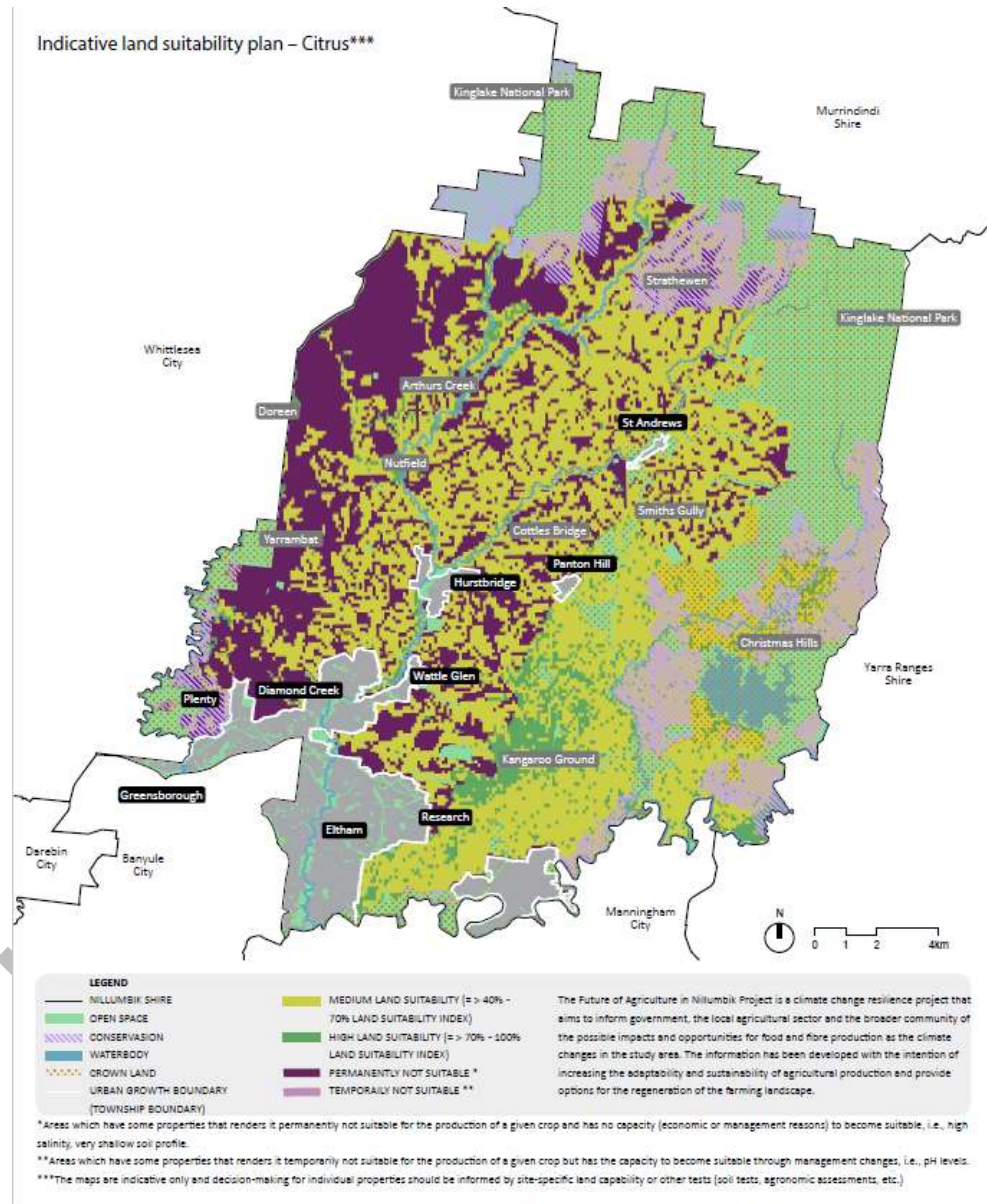 Indicative land suitability plan – Citrus***
Kinglake National Park
Murrindindi
Shire
Strathewen
Kinglake National Park
Whittlesea
City
Arthurs Creek
Doreen
St Andrews
Nutfield
Smiths Gully
Cottles Bridge
Yarrambat
Panton Hill
Hurstbridge
Christmas Hills
Yarra Ranges
Shire
Wattle Glen
Diamond Creek
Plenty
Kangaroo Ground
Greensborough
Research
Eltham
Darebin
City
Banyule
City
Manningham
City
N
0 1 2 4km
LEGEND
NILLUMBIK SHIRE
OPEN SPACE
CONSERVASION
WATERBODY
CROWN LAND
URBAN GROWTH BOUNDARY
(TOWNSHIP BOUNDARY)
MEDIUM LAND SUITABILITY (= > 40% -
70% LAND SUITABILITY INDEX)
HIGH LAND SUITABILITY (= > 70% - 100%
LAND SUITABILITY INDEX)
PERMANENTLY NOT SUITABLE *
TEMPORAILY NOT SUITABLE **
The Future of Agriculture in Nillumbik Project is a climate change resilience project that
aims to inform government, the local agricultural sector and the broader community of
the possible impacts and opportunities for food and fibre production as the climate
changes in the study area. The information has been developed with the intention of
increasing the adaptability and sustainability of agricultural production and provide
options for the regeneration of the farming landscape.
*Areas which have some properties that renders it permanently not suitable for the production of a given crop and has no capacity (economic or management reasons) to become suitable, i.e., high
salinity, very shallow soil profile.
**Areas which have some properties that renders it temporarily not suitable for the production of a given crop but has the capacity to become suitable through management changes, i.e., pH levels.
***The maps are indicative only and decision-making for individual properties should be informed by site-specific land capability or other tests (soil tests, agronomic assessments, etc.)